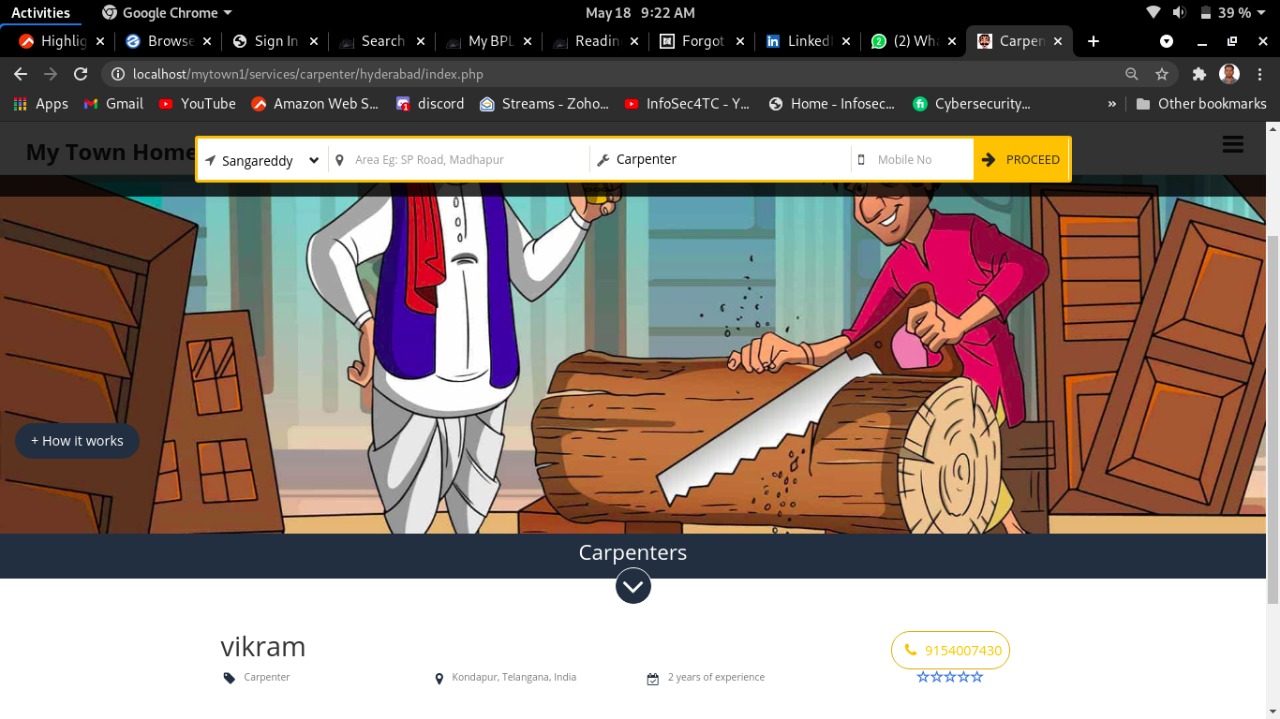 Activities
Google Chrome
May 18 9:22 AM
39 %
Highlig
Browse
Sign In
Search
My BPL
Readin
Forgot
LinkedI
(2) Wha
Carpen
localhost/mytown1/services/carpenter/hyderabad/index.php
Apps
Gmail
YouTube
Amazon Web S...
discord
Streams - Zoho...
InfoSec4TC - Y...
Home - Infosec...
Cybersecurity...
»
Other bookmarks
My Town Home
Sangareddy
Area Eg: SP Road, Madhapur
Carpenter
Mobile No
PROCEED
+ How it works
Carpenters
vikram
9154007430
Carpenter
Kondapur, Telangana, India
2 years of experience